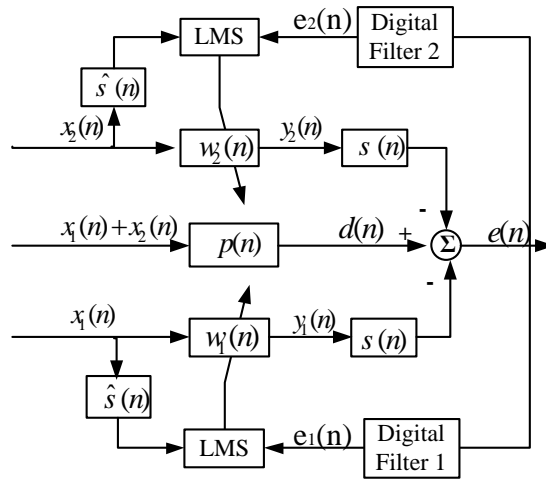 LMS
e₂(n)
Digital
Filter 2
ŝ(n)
x₂(n)
w₂(n)
y₂(n)
s(n)
-
x₁(n)+x₂(n)
p(n)
d(n)
+
Σ
e(n)
-
x₁(n)
w₁(n)
y₁(n)
s(n)
ŝ(n)
LMS
e₁(n)
Digital
Filter 1